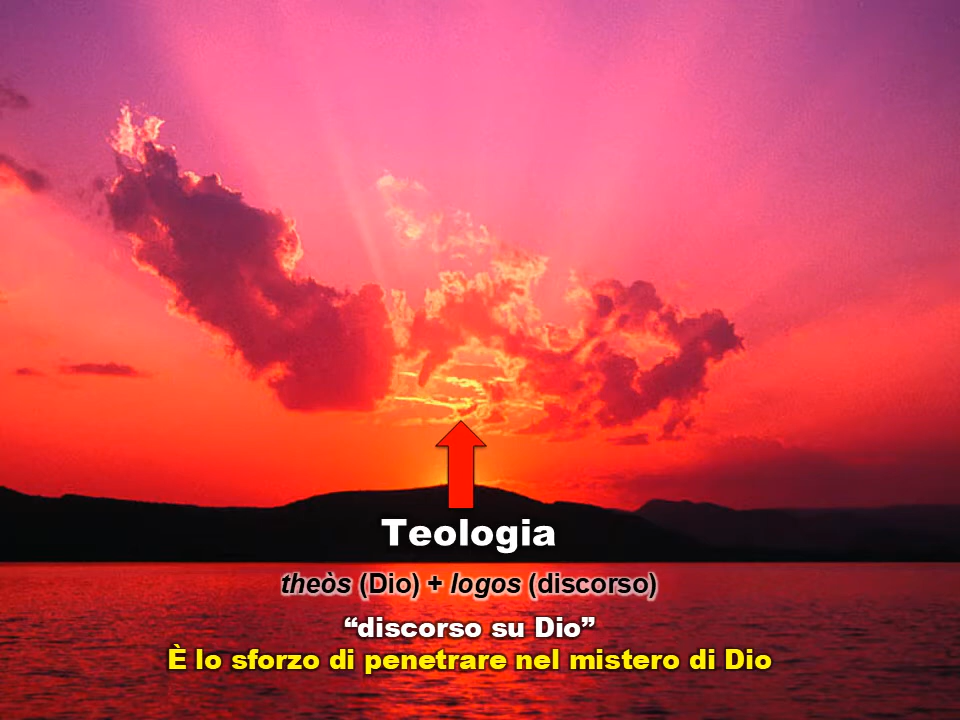 Teologia
theòs (Dio) + logos (discorso)
“discorso su Dio”
È lo sforzo di penetrare nel mistero di Dio